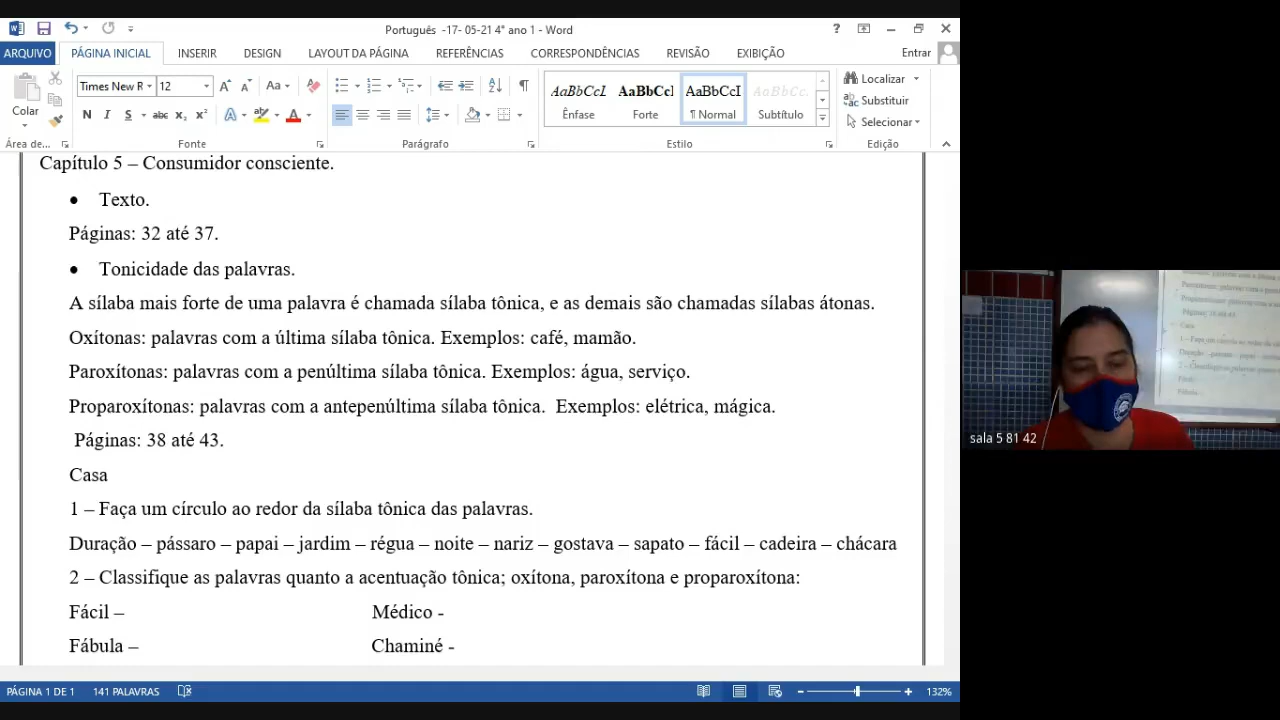 Português -17- 05-21 4° ano 1 - Word
ARQUIVO PÁGINA INICIAL INSERIR DESIGN LAYOUT DA PÁGINA REFERÊNCIAS CORRESPONDÊNCIAS REVISÃO EXIBIÇÃO Entrar
Colar
Times New R 12
Aa
N I S abc x₂ x² A A
AaBbCcI AaBbCcI AaBbCcI AaBbCc.
Ênfase Forte ¶ Normal Subtítulo
Localizar
Substituir
Selecionar
Área de... Fonte Parágrafo Estilo Edição
Capítulo 5 – Consumidor consciente.
• Texto.
Páginas: 32 até 37.
• Tonicidade das palavras.
A sílaba mais forte de uma palavra é chamada sílaba tônica, e as demais são chamadas sílabas átonas.
Oxítonas: palavras com a última sílaba tônica. Exemplos: café, mamão.
Paroxítonas: palavras com a penúltima sílaba tônica. Exemplos: água, serviço.
Proparoxítonas: palavras com a antepenúltima sílaba tônica.  Exemplos: elétrica, mágica.
Páginas: 38 até 43.
Casa
1 – Faça um círculo ao redor da sílaba tônica das palavras.
Duração – pássaro – papai – jardim – régua – noite – nariz – gostava – sapato – fácil – cadeira – chácara
2 – Classifique as palavras quanto a acentuação tônica; oxítona, paroxítona e proparoxítona:
Fácil – Médico -
Fábula – Chaminé -
PÁGINA 1 DE 1 141 PALAVRAS 132%
sala 5 81 42